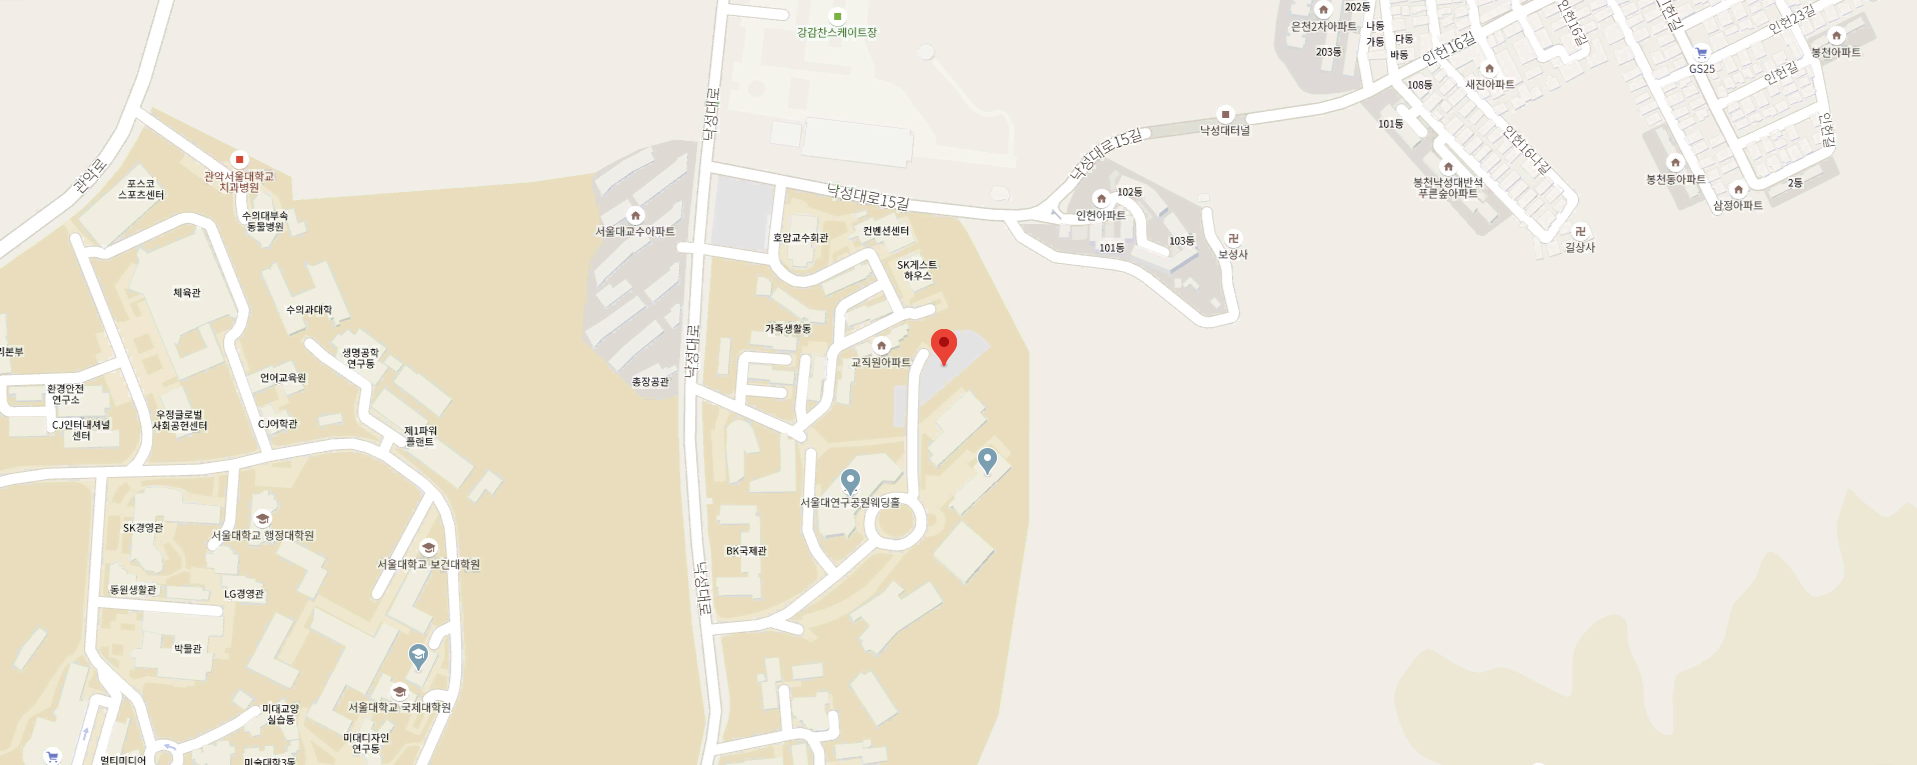 강감찬스케이트장
은천2차아파트
202동
나동
가동
다동
바동
203동
인헌16길
인헌16길
인헌길
인헌23길
GS25
봉천아파트
인헌길
새진아파트
108동
101동
낙성대터널
낙성대로15길
인헌16나길
인헌길
봉천낙성대반석
푸른숲아파트
봉천동아파트
2동
삼정아파트
길상사
낙성대로
관악로
관악서울대학교
치과병원
포스코
스포츠센터
수의대부속
동물병원
서울대교수아파트
낙성대로15길
호암교수회관
컨벤션센터
SK게스트
하우스
102동
인헌아파트
101동
103동
보성사
체육관
수의과대학
생명공학
연구동
낙성대로
가족생활동
교직원아파트
총장공관
리본부
환경안전
연구소
언어교육원
CJ인터내셔널
센터
우정글로벌
사회공헌센터
CJ어학관
제1파워
플랜트
서울대연구공원웨딩홀
SK경영관
서울대학교 행정대학원
서울대학교 보건대학원
BK국제관
낙성대로
동원생활관
LG경영관
박물관
서울대학교 국제대학원
미대교양
실습동
미대디자인
연구동
멀티미디어
미술대학3동